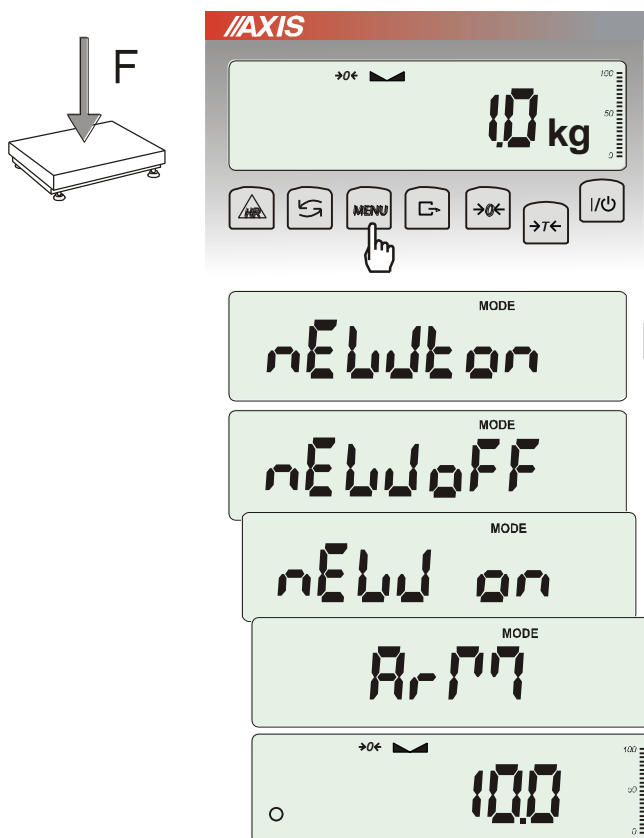 F
//AXIS
→0←
1.0 kg
100
50
0
HR
MENU
→0←
→T←
I/
MODE
nEWton
MODE
nEWoFF
MODE
nEW on
MODE
ArM
→0←
10.0
100
50
0